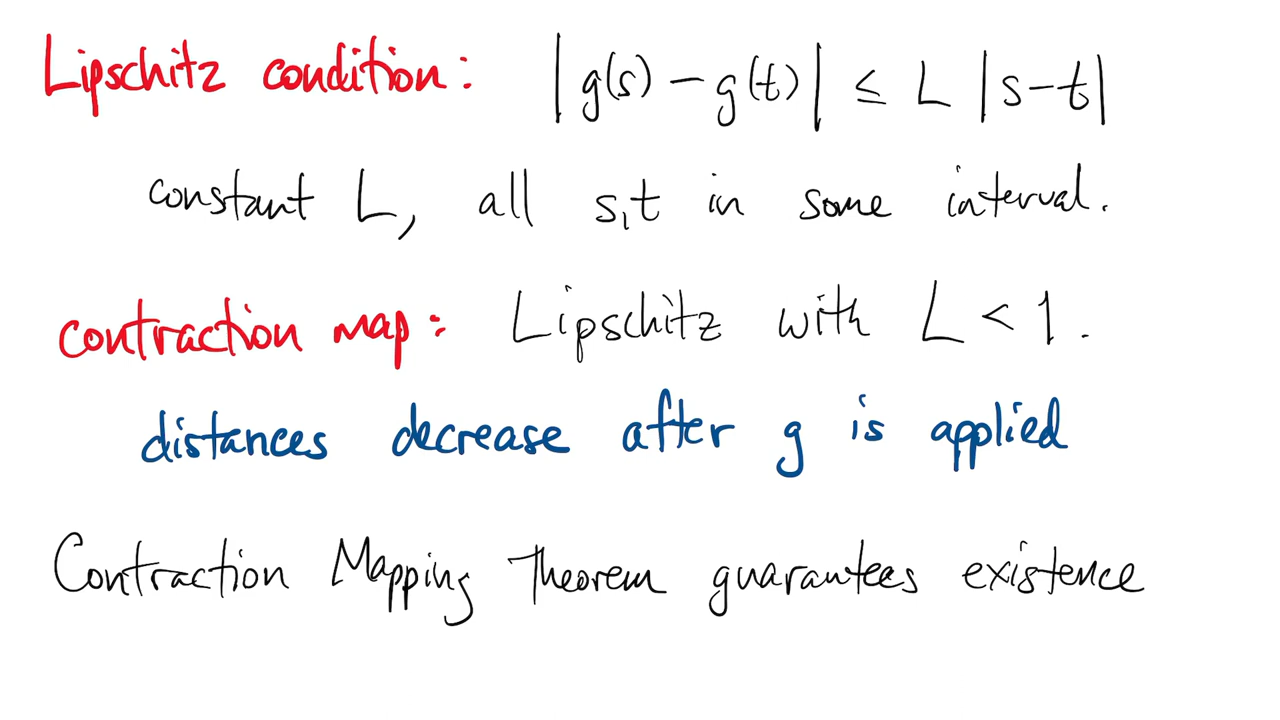 Lipschitz condition: |g(s) - g(t)| ≤ L |s-t|
constant L, all s,t in some interval.
contraction map: Lipschitz with L < 1.
distances decrease after g is applied
Contraction Mapping Theorem guarantees existence